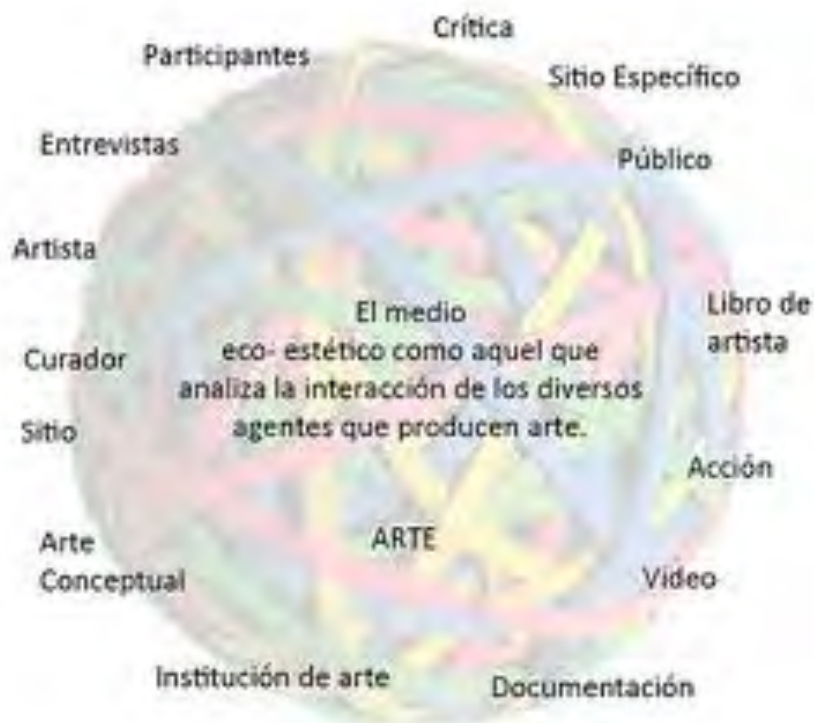 Crítica
Participantes
Sitio Específico
Entrevistas
Público
Artista
Libro de
artista
El medio
eco- estético como aquel que
analiza la interacción de los diversos
agentes que producen arte.
Curador
Sitio
Acción
ARTE
Arte
Conceptual
Video
Institución de arte
Documentación